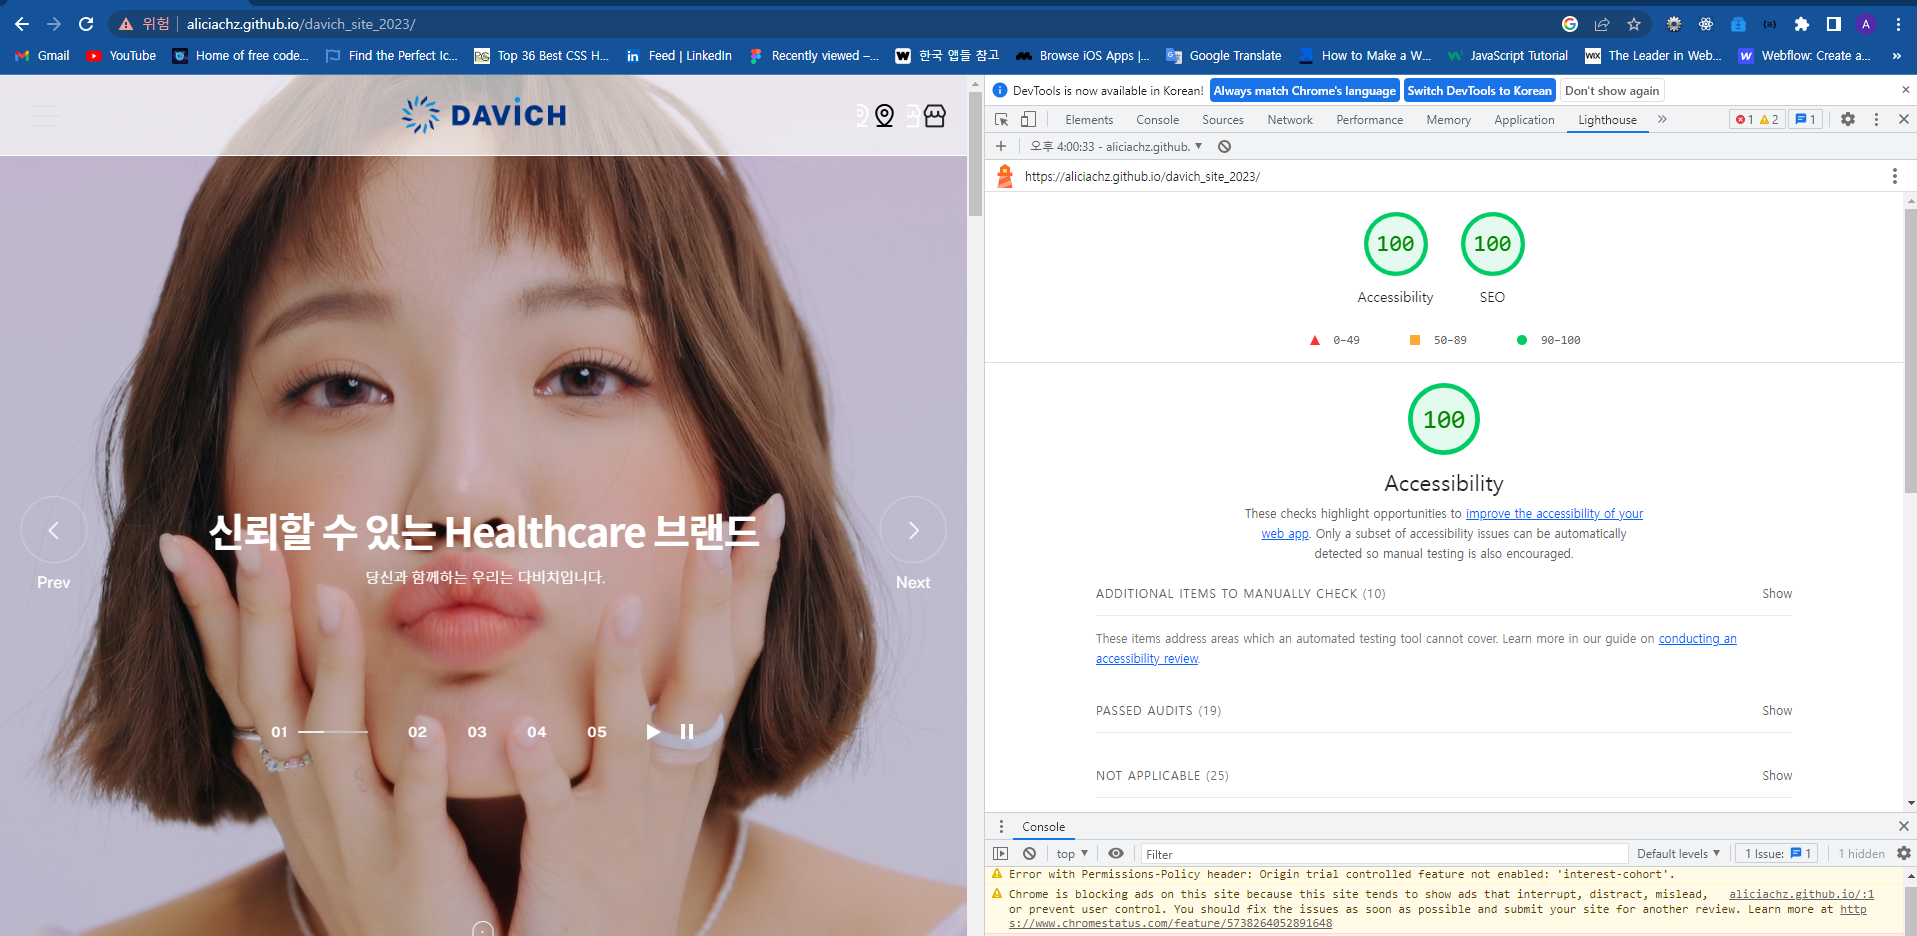 위험 aliciachz.github.io/davich_site_2023/
Gmail YouTube Home of free code... Find the Perfect Ic... Top 36 Best CSS H... Feed | LinkedIn Recently viewed –... 한국 앱들 참고 Browse iOS Apps |... Google Translate How to Make a W... JavaScript Tutorial The Leader in Web... Webflow: Create a... »
DAVICH
신뢰할 수 있는 Healthcare 브랜드
당신과 함께하는 우리는 다비치입니다.
Prev
Next
01 02 03 04 05
DevTools is now available in Korean! Always match Chrome's language Switch DevTools to Korean Don't show again
Elements Console Sources Network Performance Memory Application Lighthouse » 1 2 1
오후 4:00:33 - aliciachz.github.
https://aliciachz.github.io/davich_site_2023/
100 100
Accessibility SEO
0–49 50–89 90–100
100
Accessibility
These checks highlight opportunities to improve the accessibility of your
web app. Only a subset of accessibility issues can be automatically
detected so manual testing is also encouraged.
ADDITIONAL ITEMS TO MANUALLY CHECK (10) Show
These items address areas which an automated testing tool cannot cover. Learn more in our guide on conducting an
accessibility review.
PASSED AUDITS (19) Show
NOT APPLICABLE (25) Show
Console
top Filter Default levels 1 Issue: 1 1 hidden
Error with Permissions-Policy header: Origin trial controlled feature not enabled: 'interest-cohort'.
Chrome is blocking ads on this site because this site tends to show ads that interrupt, distract, mislead, aliciachz.github.io/:1
or prevent user control. You should fix the issues as soon as possible and submit your site for another review. Learn more at http
s://www.chromestatus.com/feature/5738264052891648